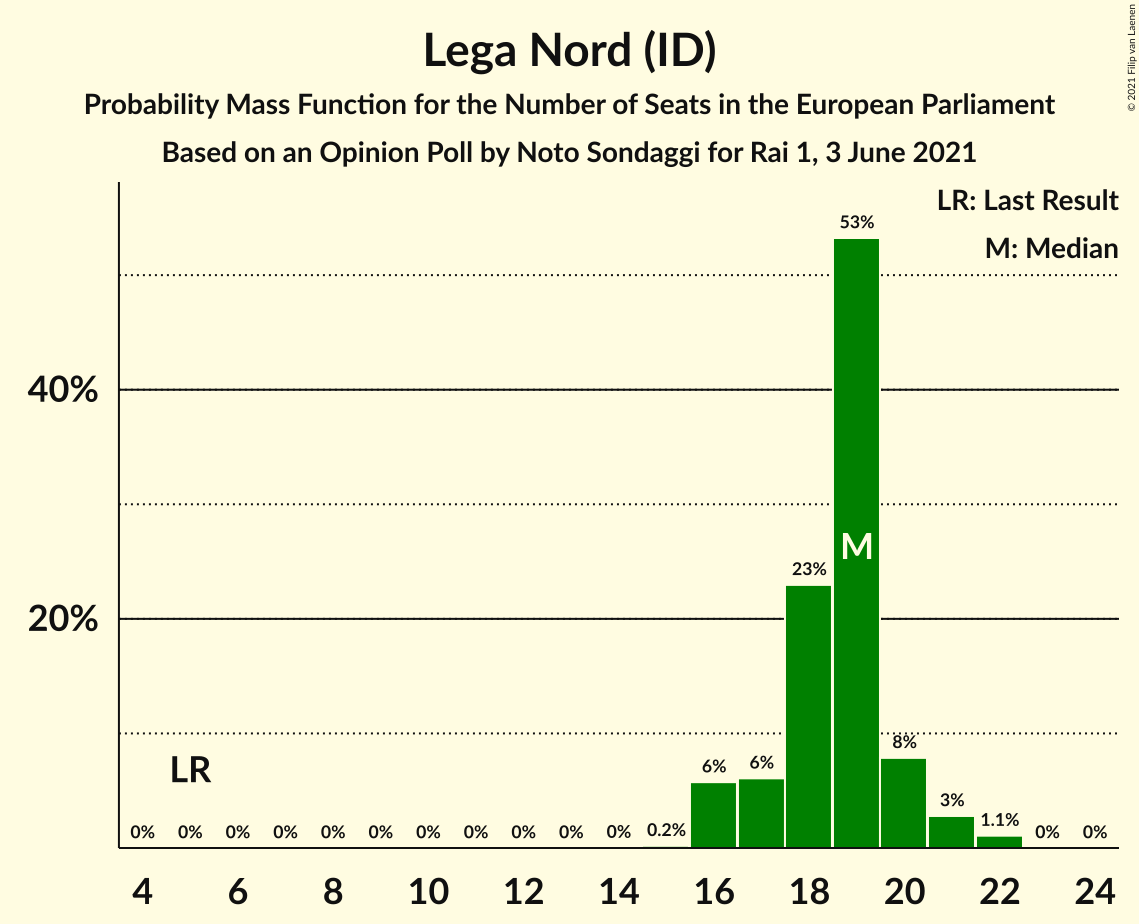 Lega Nord (ID)
Probability Mass Function for the Number of Seats in the European Parliament
Based on an Opinion Poll by Noto Sondaggi for Rai 1, 3 June 2021
© 2021 Filip van Laenen
LR: Last Result
M: Median
53%
40%
M
23%
20%
8%
LR
6%
6%
3%
1.1%
0%
0%
0%
0%
0%
0%
0%
0%
0%
0%
0%
0.2%
0%
0%
4 6 8 10 12 14 16 18 20 22 24